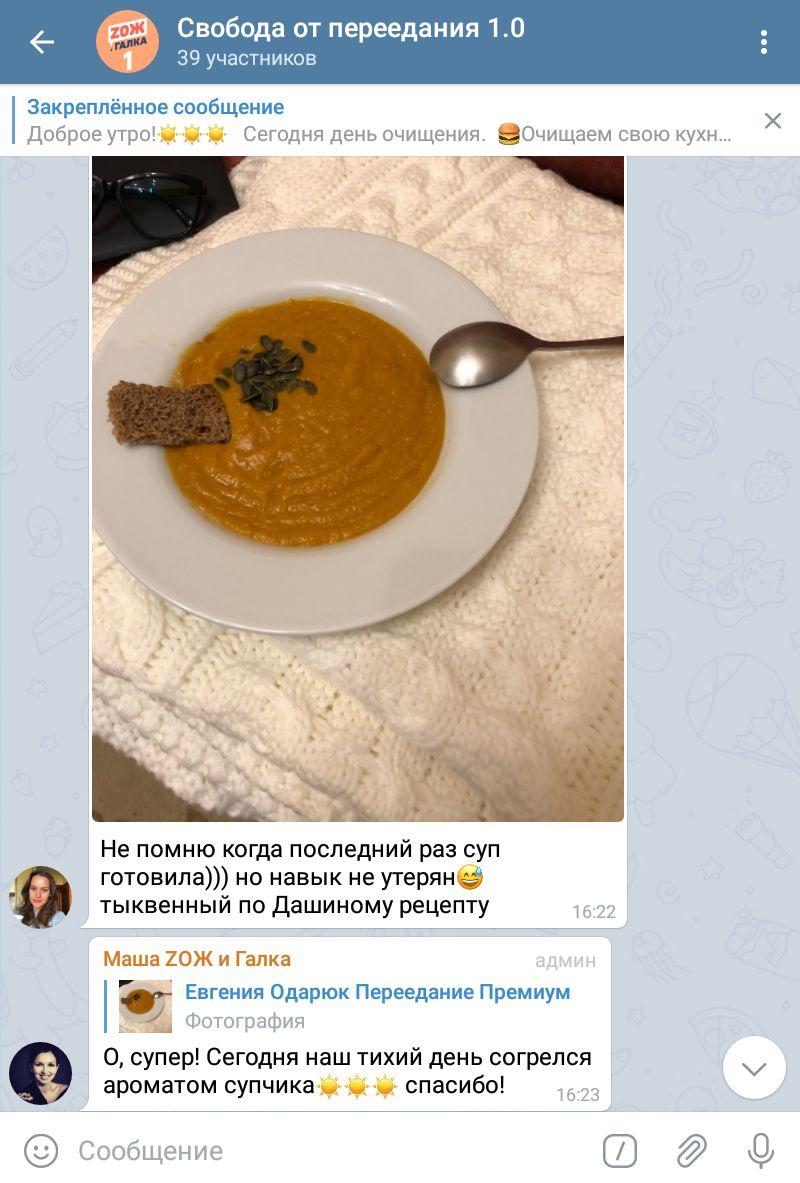 ZОЖ
и ГАЛКА
1
Свобода от переедания 1.0
39 участников
Закреплённое сообщение
Доброе утро!☀️☀️☀️ Сегодня день очищения. 🍔Очищаем свою кухн...
Не помню когда последний раз суп
готовила))) но навык не утерян😅
тыквенный по Дашиному рецепту
16:22
Маша ZОЖ и Галка админ
Евгения Одарюк Переедание Премиум
Фотография
О, супер! Сегодня наш тихий день согрелся
ароматом супчика☀️☀️☀️ спасибо!
16:23
Сообщение